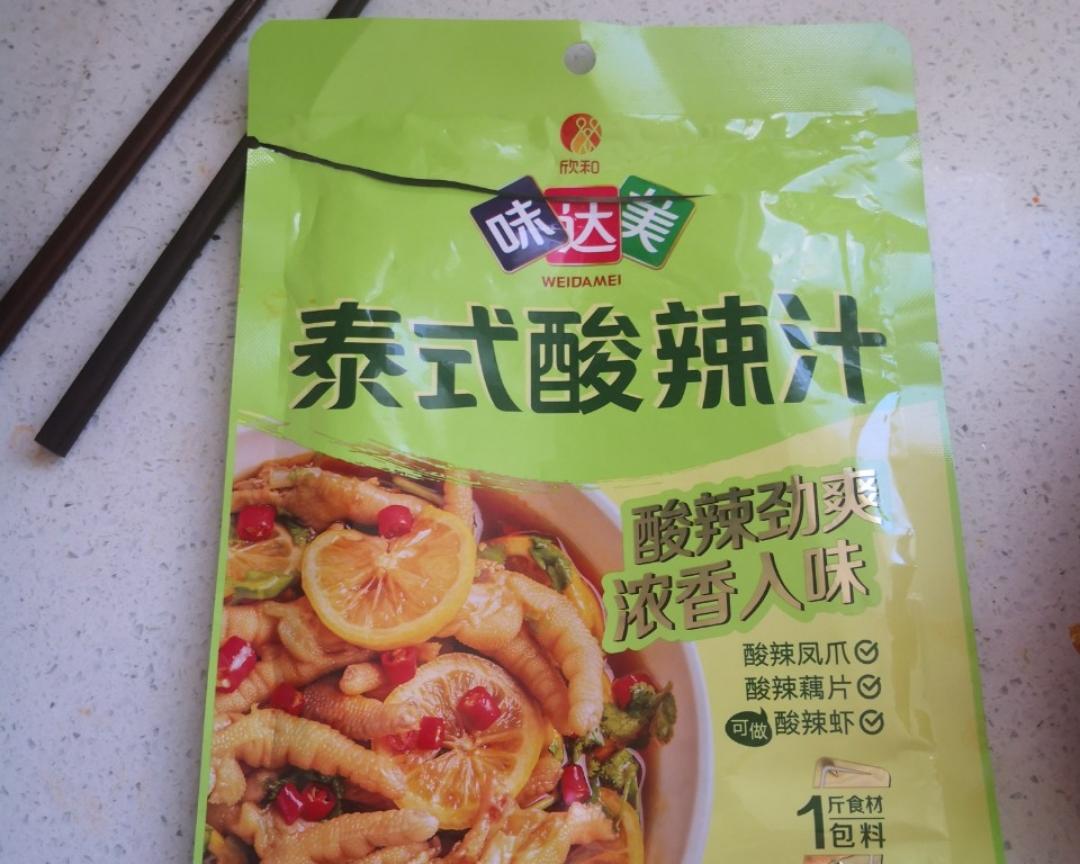 欣和
味达美
WEIDAMEI
泰式酸辣汁
酸辣劲爽
浓香入味
酸辣凤爪
酸辣藕片
可做 酸辣虾
1斤食材
包料